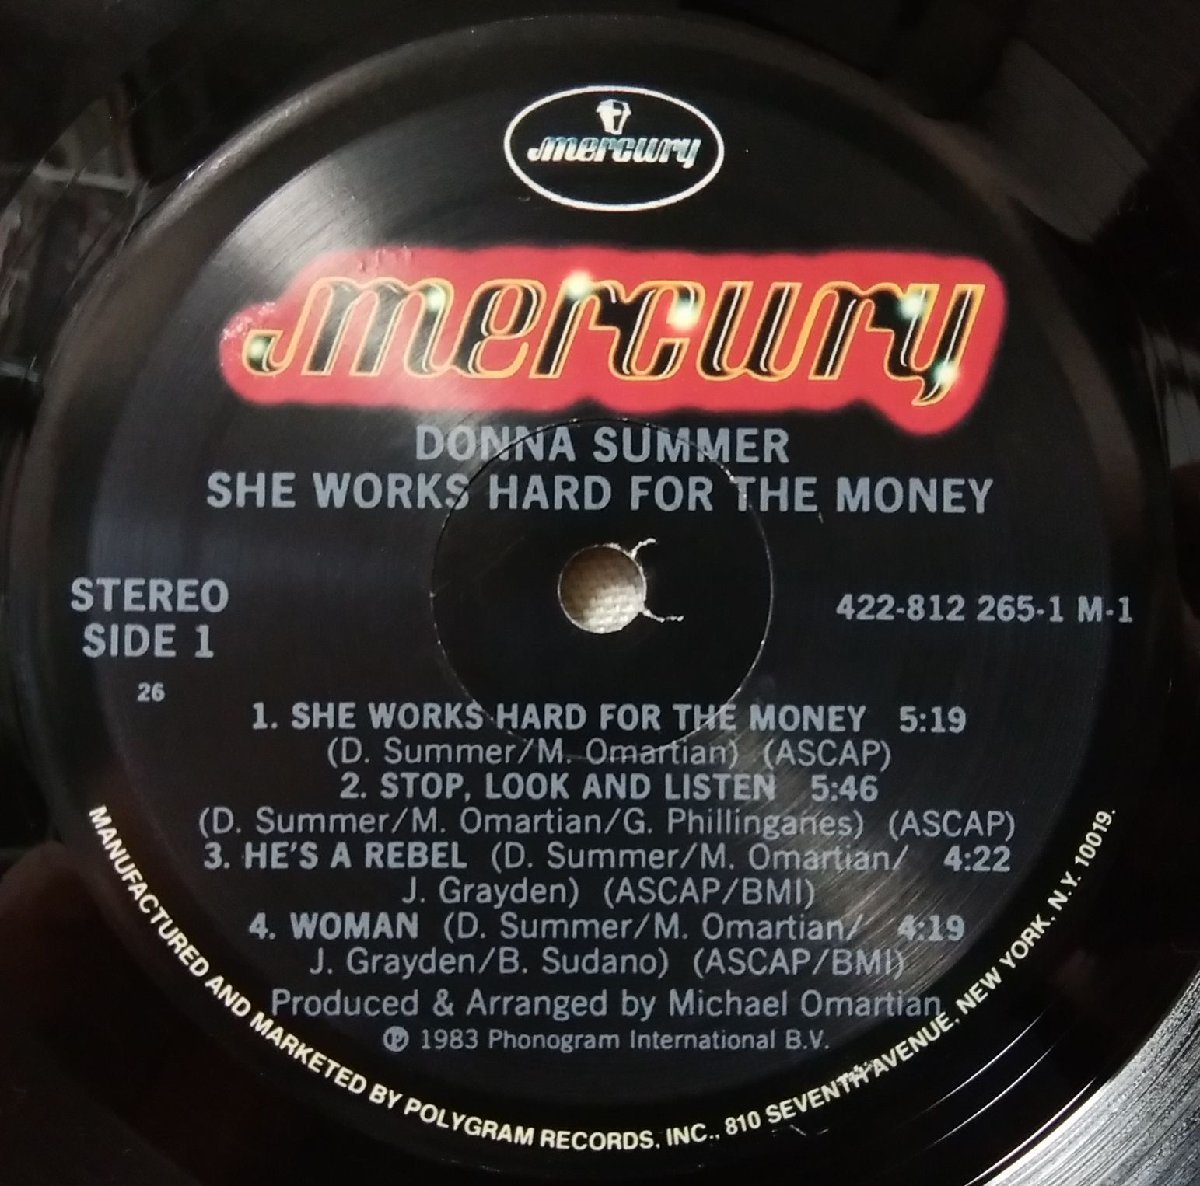 mercury
mercury
DONNA SUMMER
SHE WORKS HARD FOR THE MONEY
STEREO
SIDE 1
26
422-812 265-1 M-1
1. SHE WORKS HARD FOR THE MONEY 5:19
(D. Summer/M. Omartian) (ASCAP)
2. STOP, LOOK AND LISTEN 5:46
(D. Summer/M. Omartian/G. Phillinganes) (ASCAP)
3. HE'S A REBEL (D. Summer/M. Omartian/ 4:22
J. Grayden) (ASCAP/BMI)
4. WOMAN (D. Summer/M. Omartian/ 4:19
J. Grayden/B. Sudano) (ASCAP/BMI)
Produced & Arranged by Michael Omartian
℗ 1983 Phonogram International B.V.
MANUFACTURED AND MARKETED BY POLYGRAM RECORDS, INC., 810 SEVENTH AVENUE, NEW YORK, N.Y. 10019.